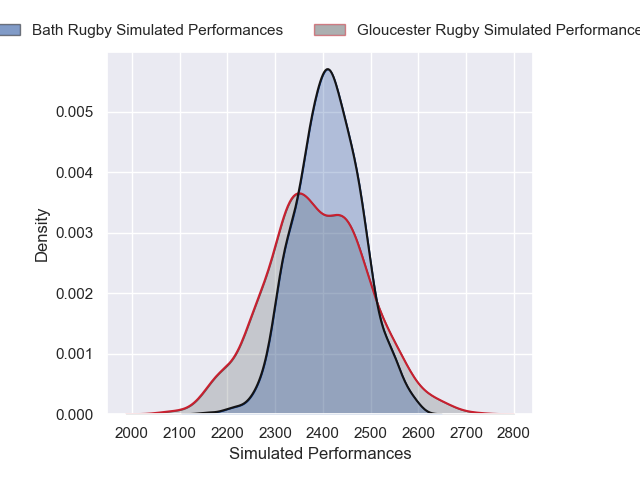 Bath Rugby Simulated Performances
Gloucester Rugby Simulated Performance
0.005
0.004
0.003
0.002
0.001
0.000
Density
2000 2100 2200 2300 2400 2500 2600 2700 2800
Simulated Performances